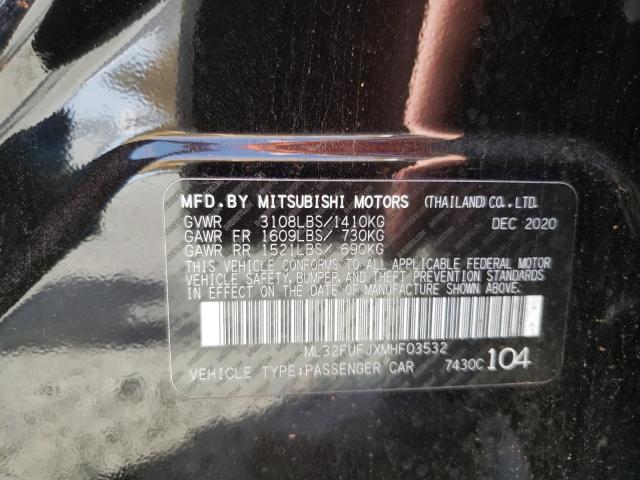 MFD.BY MITSUBISHI MOTORS (THAILAND) CO.,LTD.
GVWR 3108LBS/1410KG DEC 2020
GAWR FR 1609LBS/ 730KG
GAWR RR 1521LBS/ 690KG
THIS VEHICLE CONFORMS TO ALL APPLICABLE FEDERAL MOTOR
VEHICLE SAFETY, BUMPER, AND THEFT PREVENTION STANDARDS
IN EFFECT ON THE DATE OF MANUFACTURE SHOWN ABOVE.
ML32FUFJXMHF03532
VEHICLE TYPE:PASSENGER CAR 7430C 104